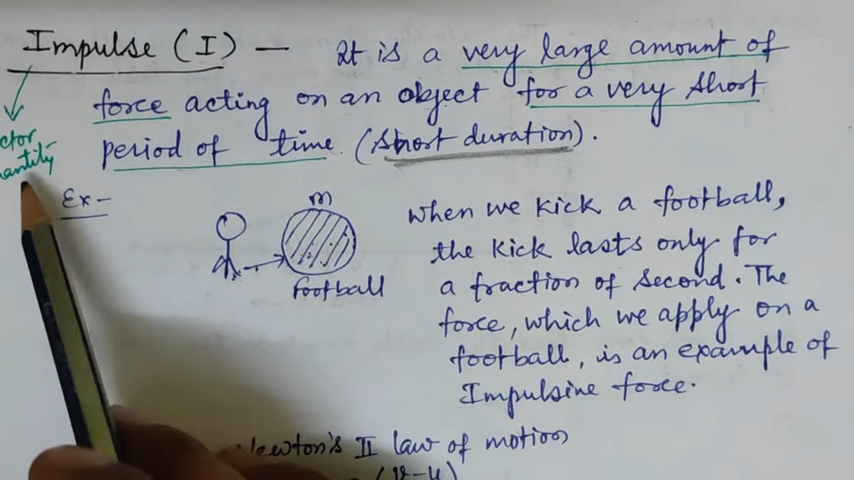 Impulse (I) — It is a very large amount of
force acting on an object for a very short
period of time (short duration).
ctor
antity
Ex-
m
football
When we kick a football,
the kick lasts only for
a fraction of second. The
force, which we apply on a
football, is an example of
Impulsive force.
Newton's II law of motion
(v-u)